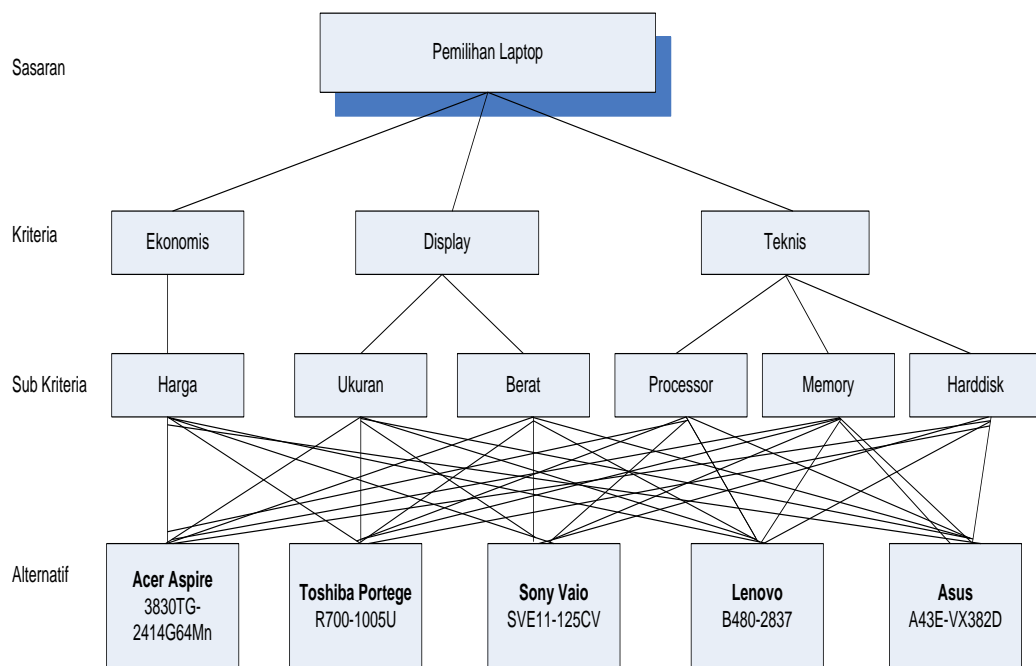 Pemilihan Laptop
Sasaran
Kriteria
Ekonomis
Display
Teknis
Sub Kriteria
Harga
Ukuran
Berat
Processor
Memory
Harddisk
Alternatif
Acer Aspire
3830TG-
2414G64Mn
Toshiba Portege
R700-1005U
Sony Vaio
SVE11-125CV
Lenovo
B480-2837
Asus
A43E-VX382D